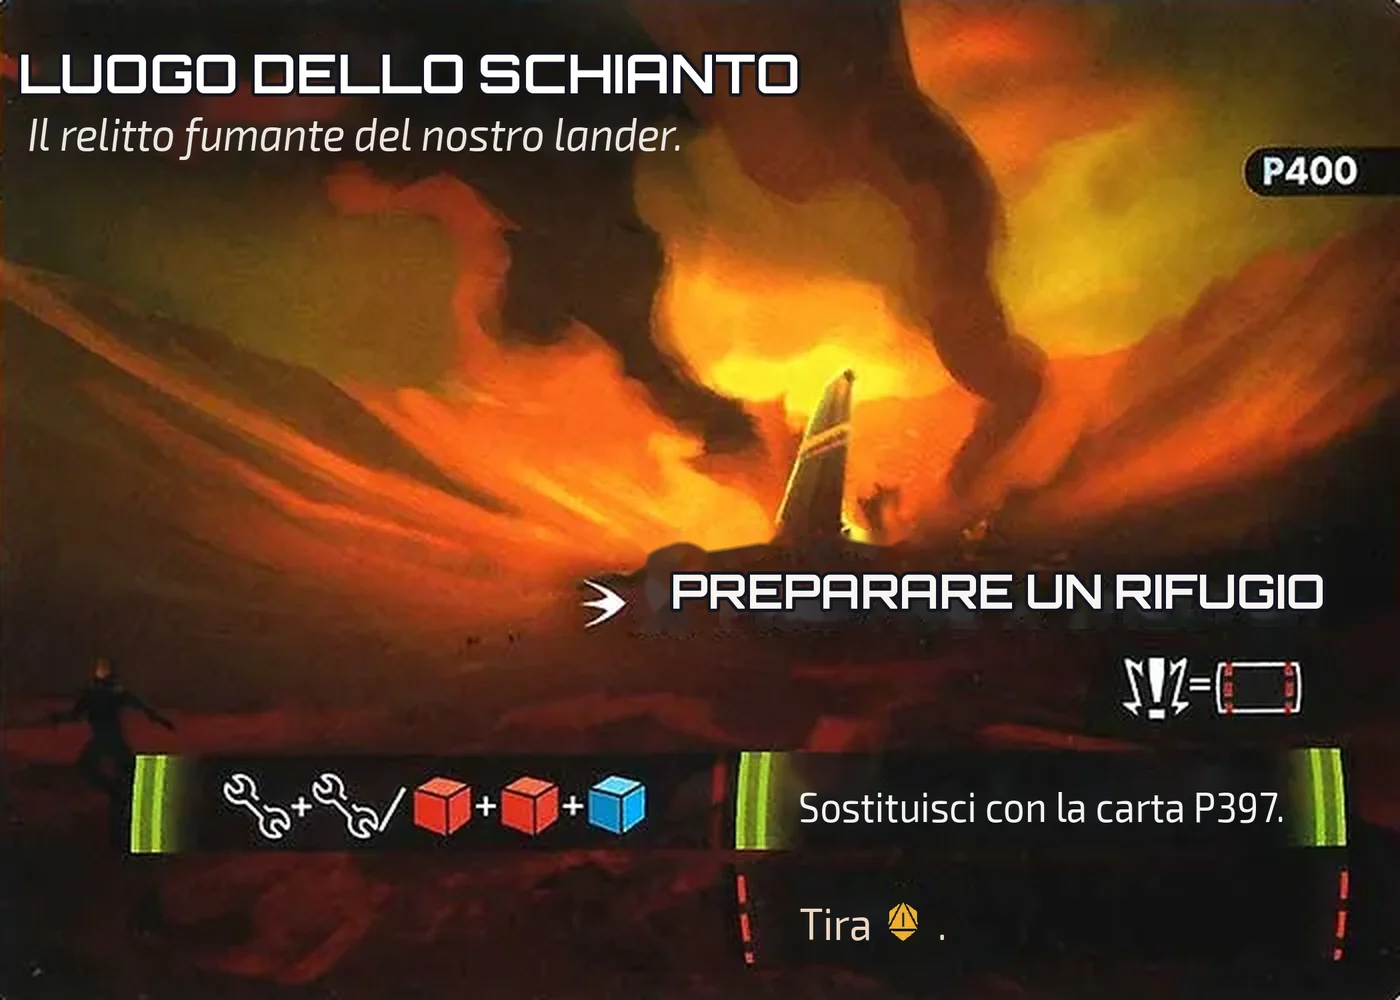 LUOGO DELLO SCHIANTO
Il relitto fumante del nostro lander.
P400
PREPARARE UN RIFUGIO
! =
+ / + +
Sostituisci con la carta P397.
Tira .